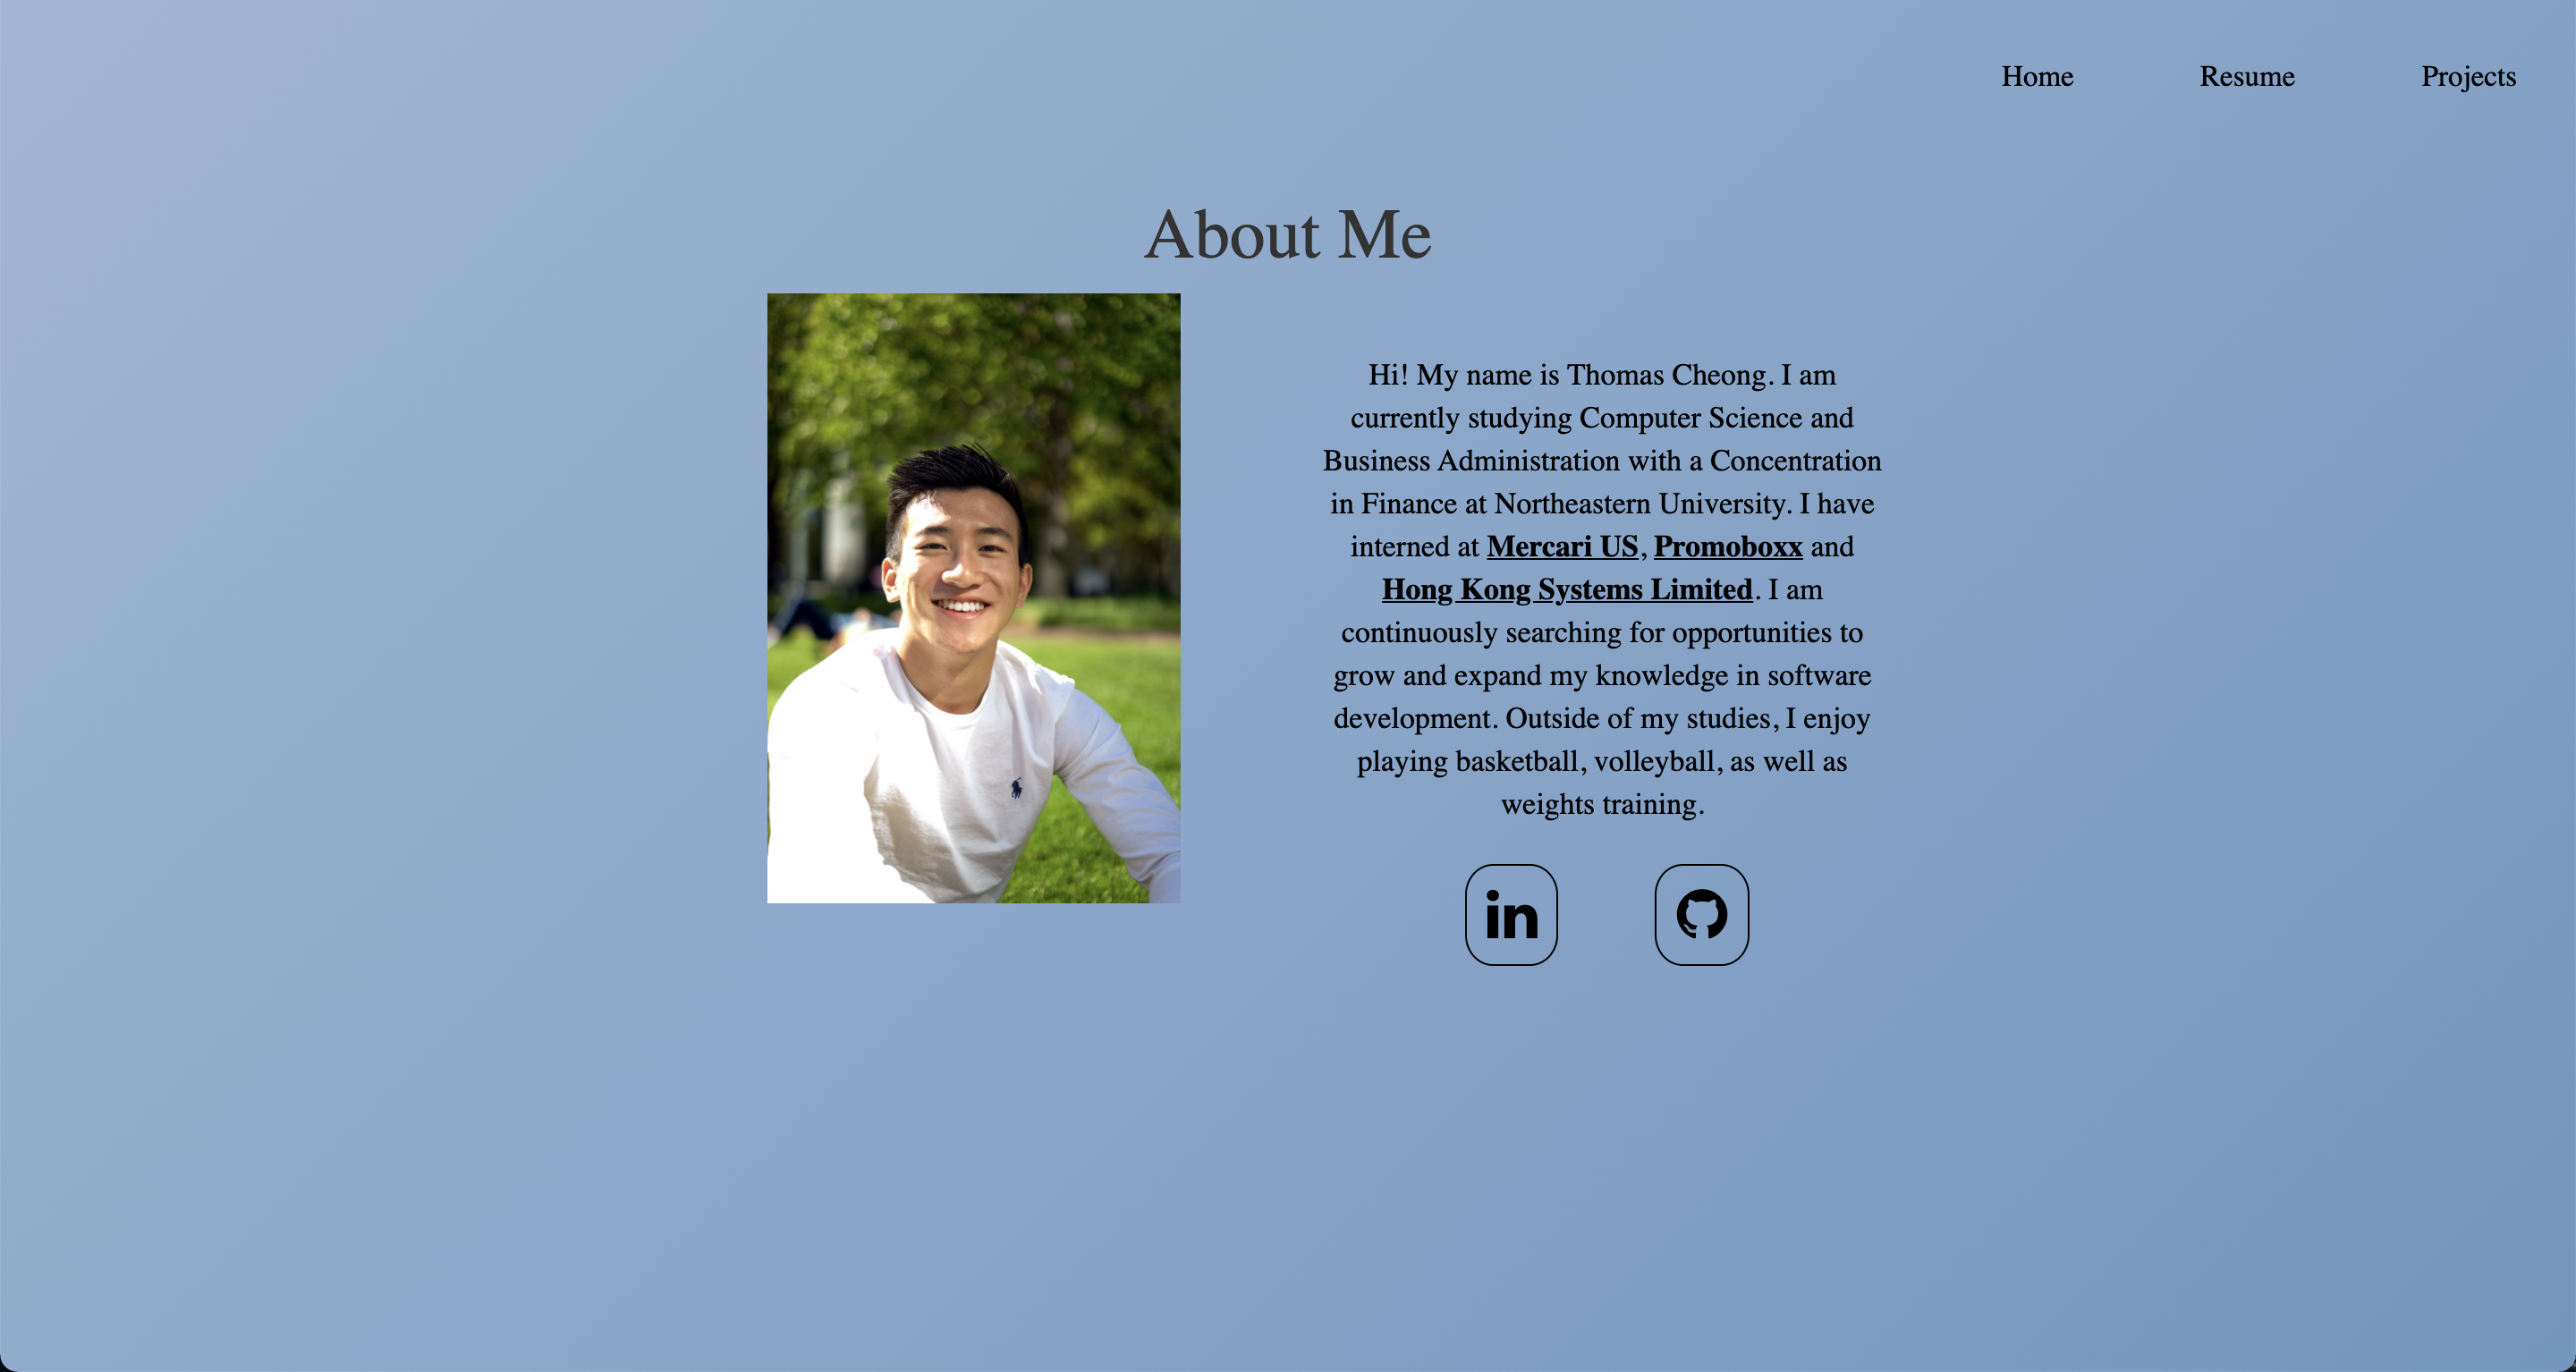 Home Resume Projects
About Me
Hi! My name is Thomas Cheong. I am
currently studying Computer Science and
Business Administration with a Concentration
in Finance at Northeastern University. I have
interned at Mercari US, Promoboxx and
Hong Kong Systems Limited. I am
continuously searching for opportunities to
grow and expand my knowledge in software
development. Outside of my studies, I enjoy
playing basketball, volleyball, as well as
weights training.
in